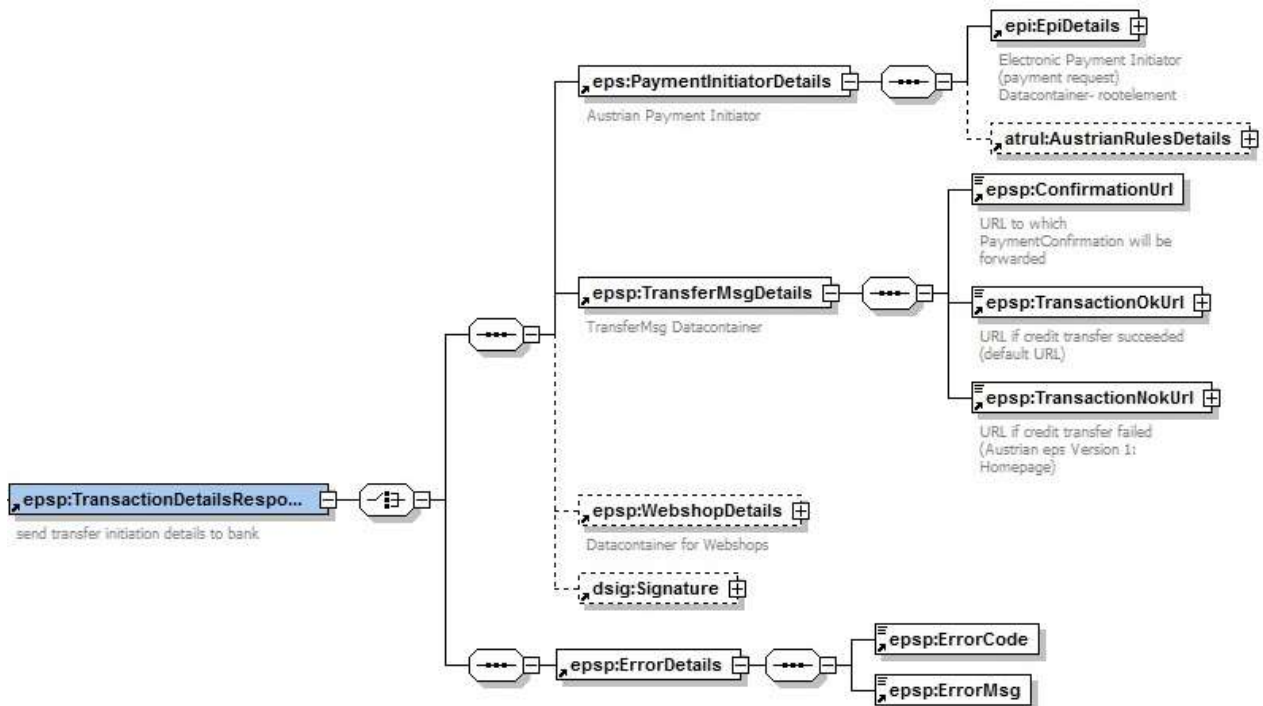 epi:EpiDetails
Electronic Payment Initiator
(payment request)
Datacontainer- rootelement
eps:PaymentInitiatorDetails
Austrian Payment Initiator
atrul:AustrianRulesDetails
epsp:ConfirmationUrl
URL to which
PaymentConfirmation will be
forwarded
epsp:TransferMsgDetails
TransferMsg Datacontainer
epsp:TransactionOkUrl
URL if credit transfer succeeded
(default URL)
epsp:TransactionNokUrl
URL if credit transfer failed
(Austrian eps Version 1:
Homepage)
epsp:TransactionDetailsRespo...
send transfer initiation details to bank
epsp:WebshopDetails
Datacontainer for Webshops
dsig:Signature
epsp:ErrorDetails
epsp:ErrorCode
epsp:ErrorMsg